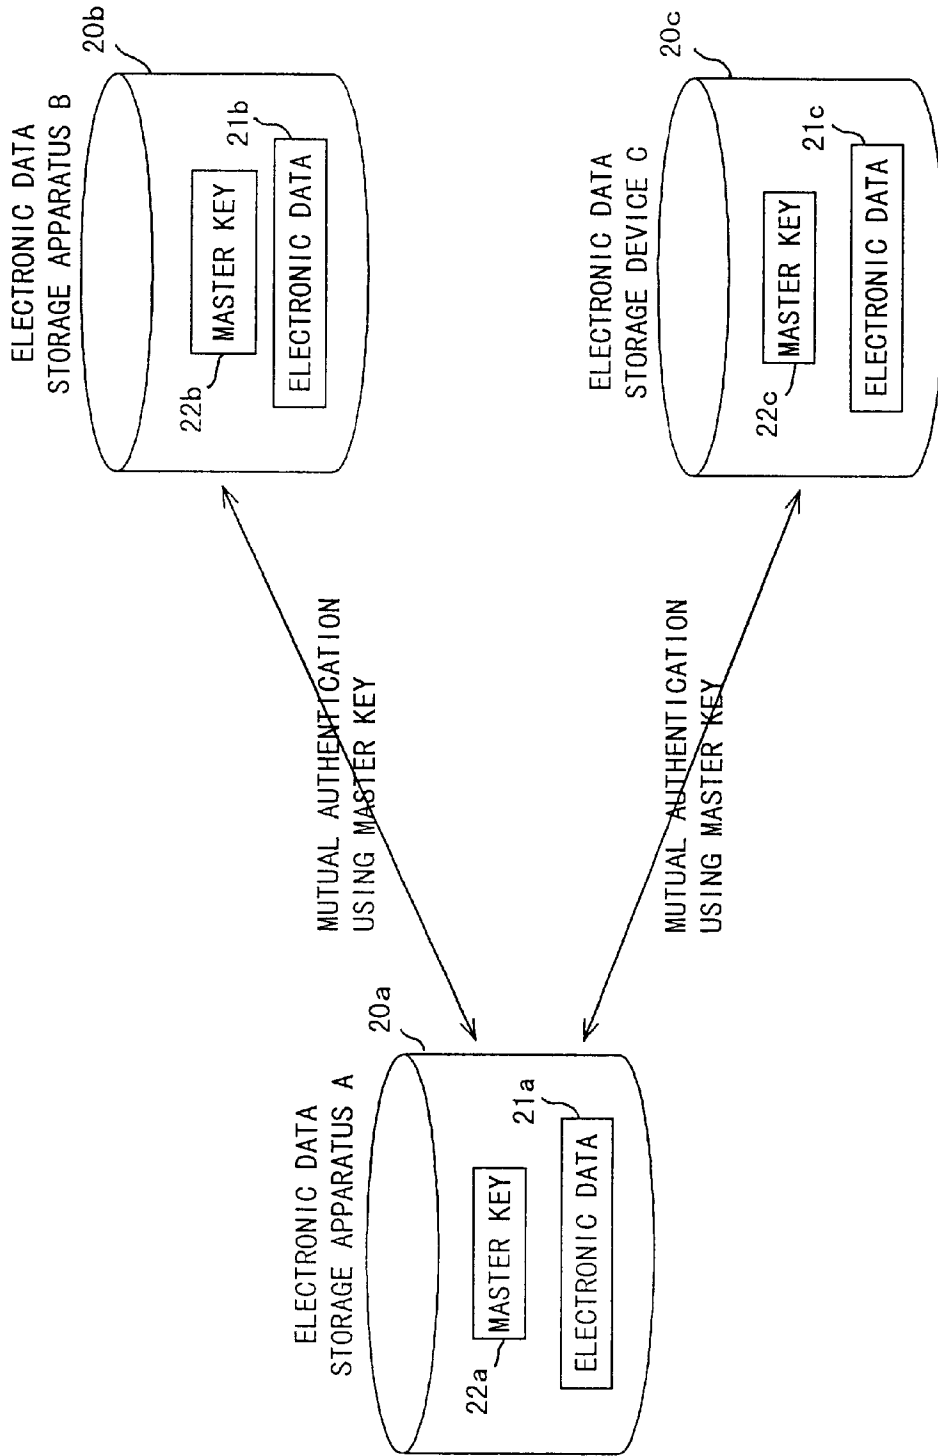 ELECTRONIC DATA
STORAGE APPARATUS A
20a
22a
MASTER KEY
21a
ELECTRONIC DATA
MUTUAL AUTHENTICATION
USING MASTER KEY
MUTUAL AUTHENTICATION
USING MASTER KEY
ELECTRONIC DATA
STORAGE APPARATUS B
20b
22b
MASTER KEY
21b
ELECTRONIC DATA
ELECTRONIC DATA
STORAGE DEVICE C
20c
22c
MASTER KEY
21c
ELECTRONIC DATA